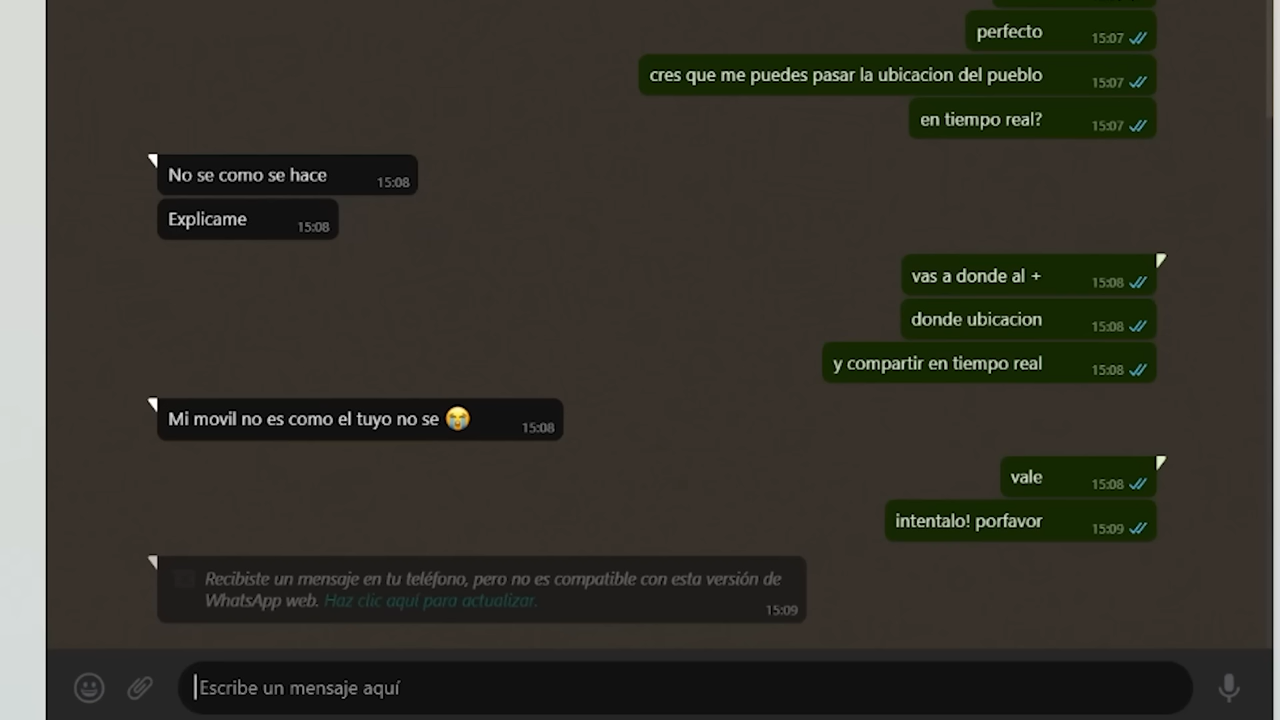 perfecto
15:07
cres que me puedes pasar la ubicacion del pueblo
15:07
en tiempo real?
15:07
No se como se hace
15:08
Explicame
15:08
vas a donde al +
15:08
donde ubicacion
15:08
y compartir en tiempo real
15:08
Mi movil no es como el tuyo no se 😭
15:08
vale
15:08
intentalo! porfavor
15:09
Recibiste un mensaje en tu teléfono, pero no es compatible con esta versión de
WhatsApp web. Haz clic aquí para actualizar.
15:09
Escribe un mensaje aquí